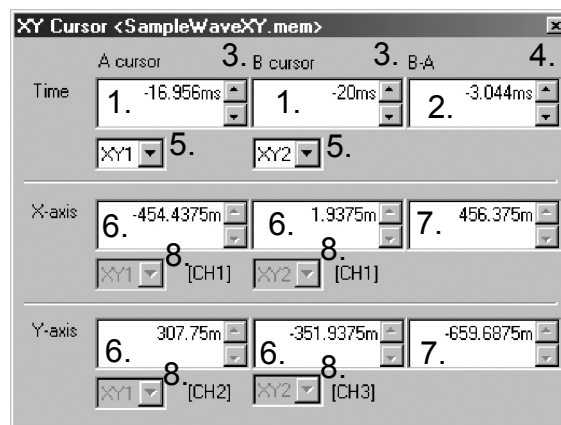 XY Cursor <SampleWaveXY.mem>
A cursor 3. B cursor 3. B-A 4.
Time 1. -16.956ms 1. -20ms 2. -3.044ms
XY1 5. XY2 5.
X-axis 6. -454.4375m 6. 1.9375m 7. 456.375m
XY1 8. [CH1] XY2 8. [CH1]
Y-axis 6. 307.75m 6. -351.9375m 7. -659.6875m
XY1 8. [CH2] XY2 8. [CH3]